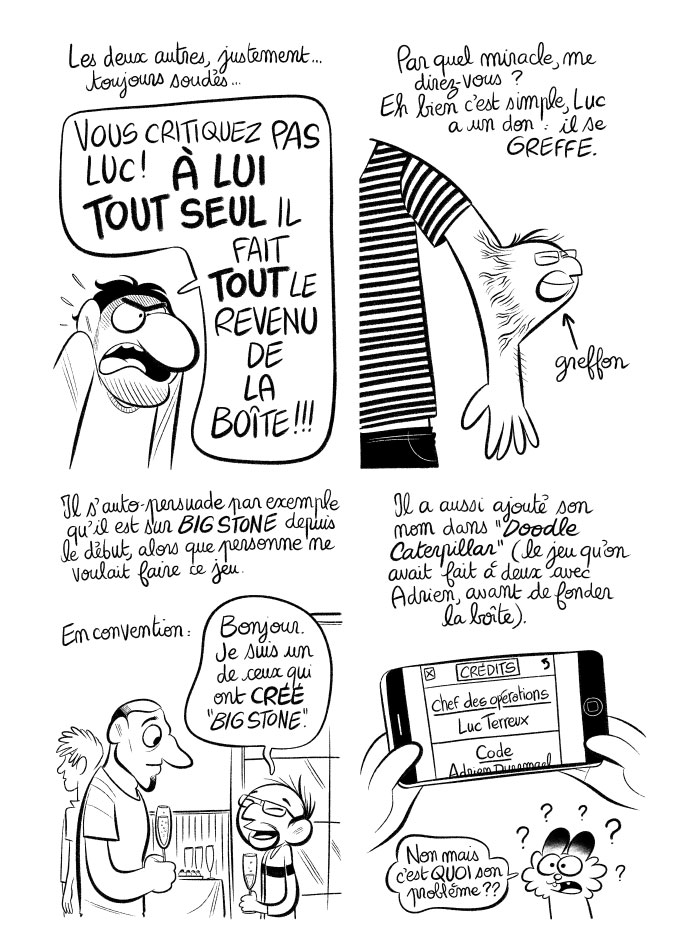 Les deux autres, justement...
toujours soudés...
VOUS CRITIQUEZ PAS
LUC! À LUI
TOUT SEUL IL
FAIT
TOUT LE
REVENU
DE
LA
BOÎTE!!!
Par quel miracle, me
direz-vous ?
Eh bien c'est simple, Luc
a un don : il se
GREFFE.
greffon
Il s'auto-persuade par exemple
qu'il est sur BIG STONE depuis
le début, alors que personne ne
voulait faire ce jeu.
En convention :
Bonjour.
Je suis un
de ceux qui
ont CRÉÉ
"BIG STONE".
Il a aussi ajouté son
nom dans "Doodle
Caterpillar" (le jeu qu'on
avait fait à deux avec
Adrien, avant de fonder
la boîte).
CRÉDITS
Chef des opérations
Luc Terreux
Code
Adrien
? ? ? ? ?
Non mais
c'est QUOI son
problème??